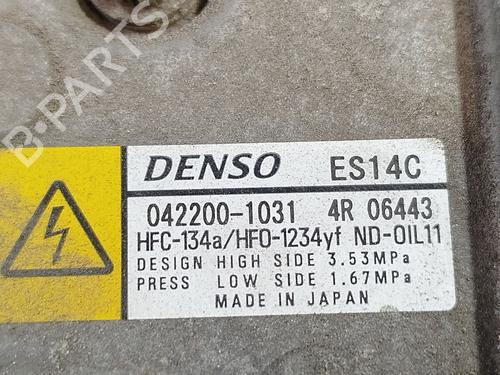 B-PARTS
DENSO ES14C
042200-1031 4R 06443
HFC-134a/HFO-1234yf ND-OIL11
DESIGN HIGH SIDE 3.53MPa
PRESS LOW SIDE 1.67MPa
MADE IN JAPAN